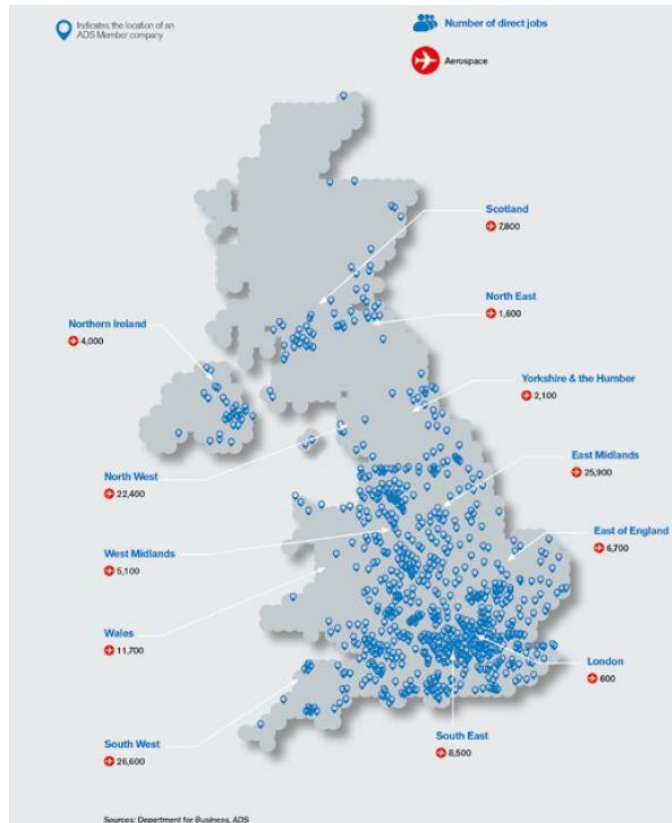 Indicates the location of an
ADS Member company
Number of direct jobs
Aerospace
Scotland
7,800
North East
1,600
Northern Ireland
4,000
Yorkshire & the Humber
2,100
North West
22,400
East Midlands
25,900
West Midlands
5,100
East of England
6,700
Wales
11,700
London
600
South West
26,600
South East
8,500
Sources: Department for Business, ADS